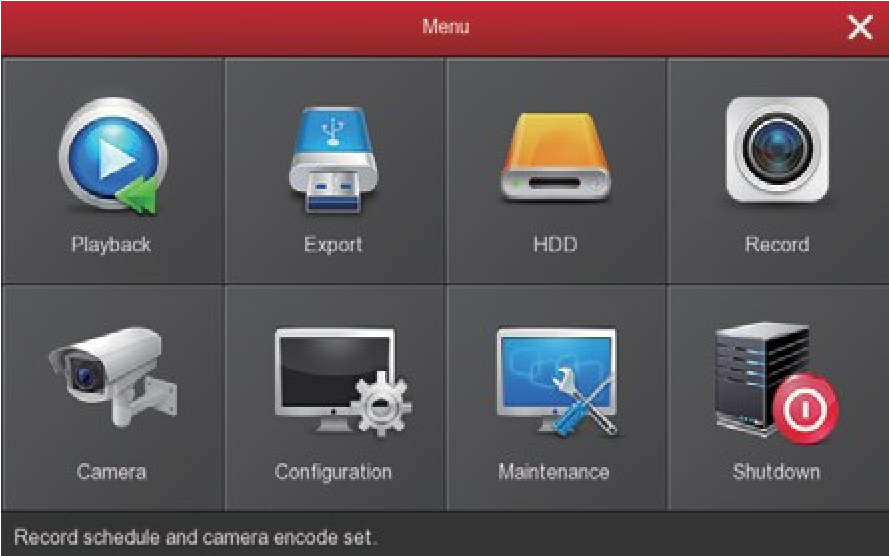 Menu
Playback
Export
HDD
Record
Camera
Configuration
Maintenance
Shutdown
Record schedule and camera encode set.